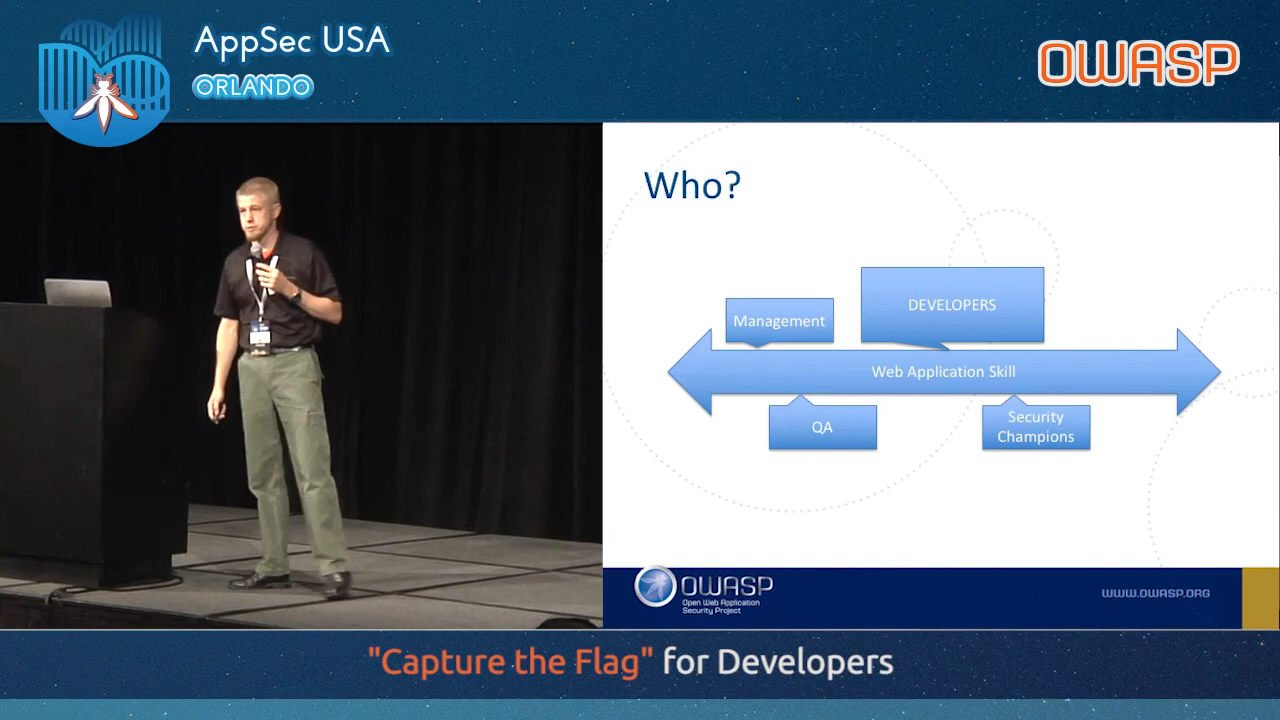 AppSec USA
ORLANDO
OWASP
Who?
Management
DEVELOPERS
Web Application Skill
QA
Security
Champions
OWASP
Open Web Application
Security Project
WWW.OWASP.ORG
"Capture the Flag" for Developers